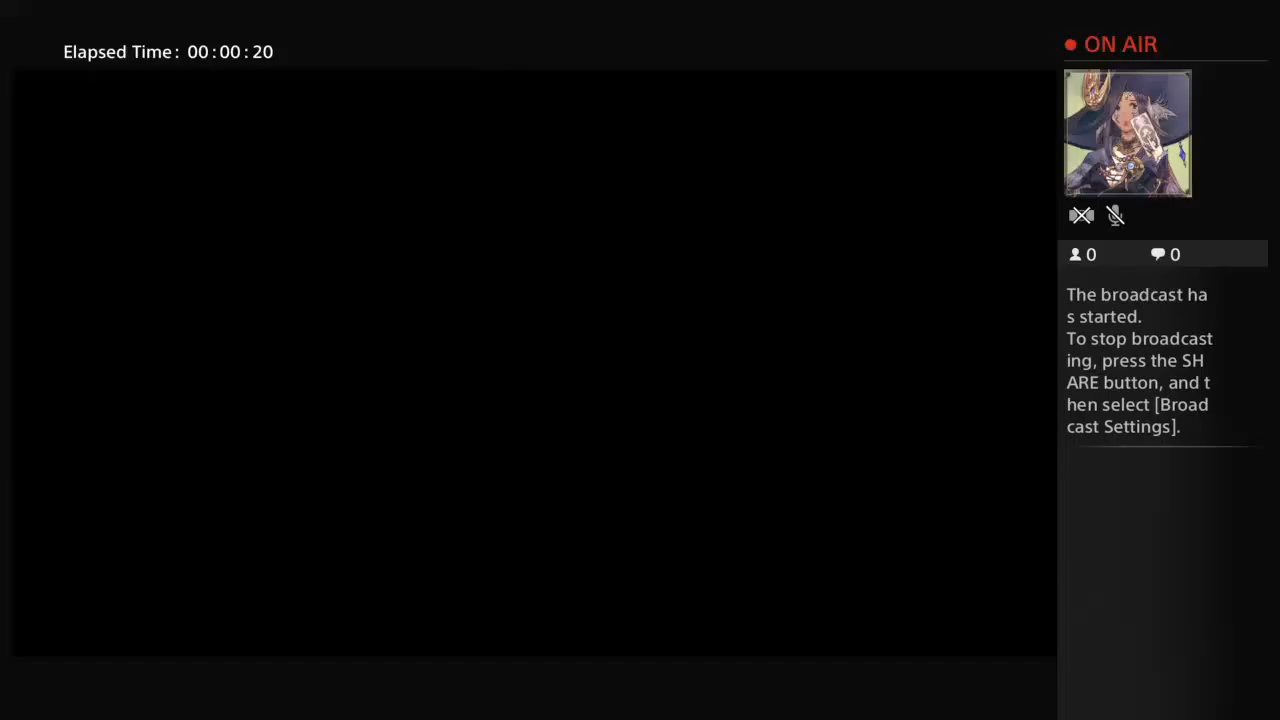 Elapsed Time: 00:00:20
ON AIR
0 0
The broadcast ha
s started.
To stop broadcast
ing, press the SH
ARE button, and t
hen select [Broad
cast Settings].